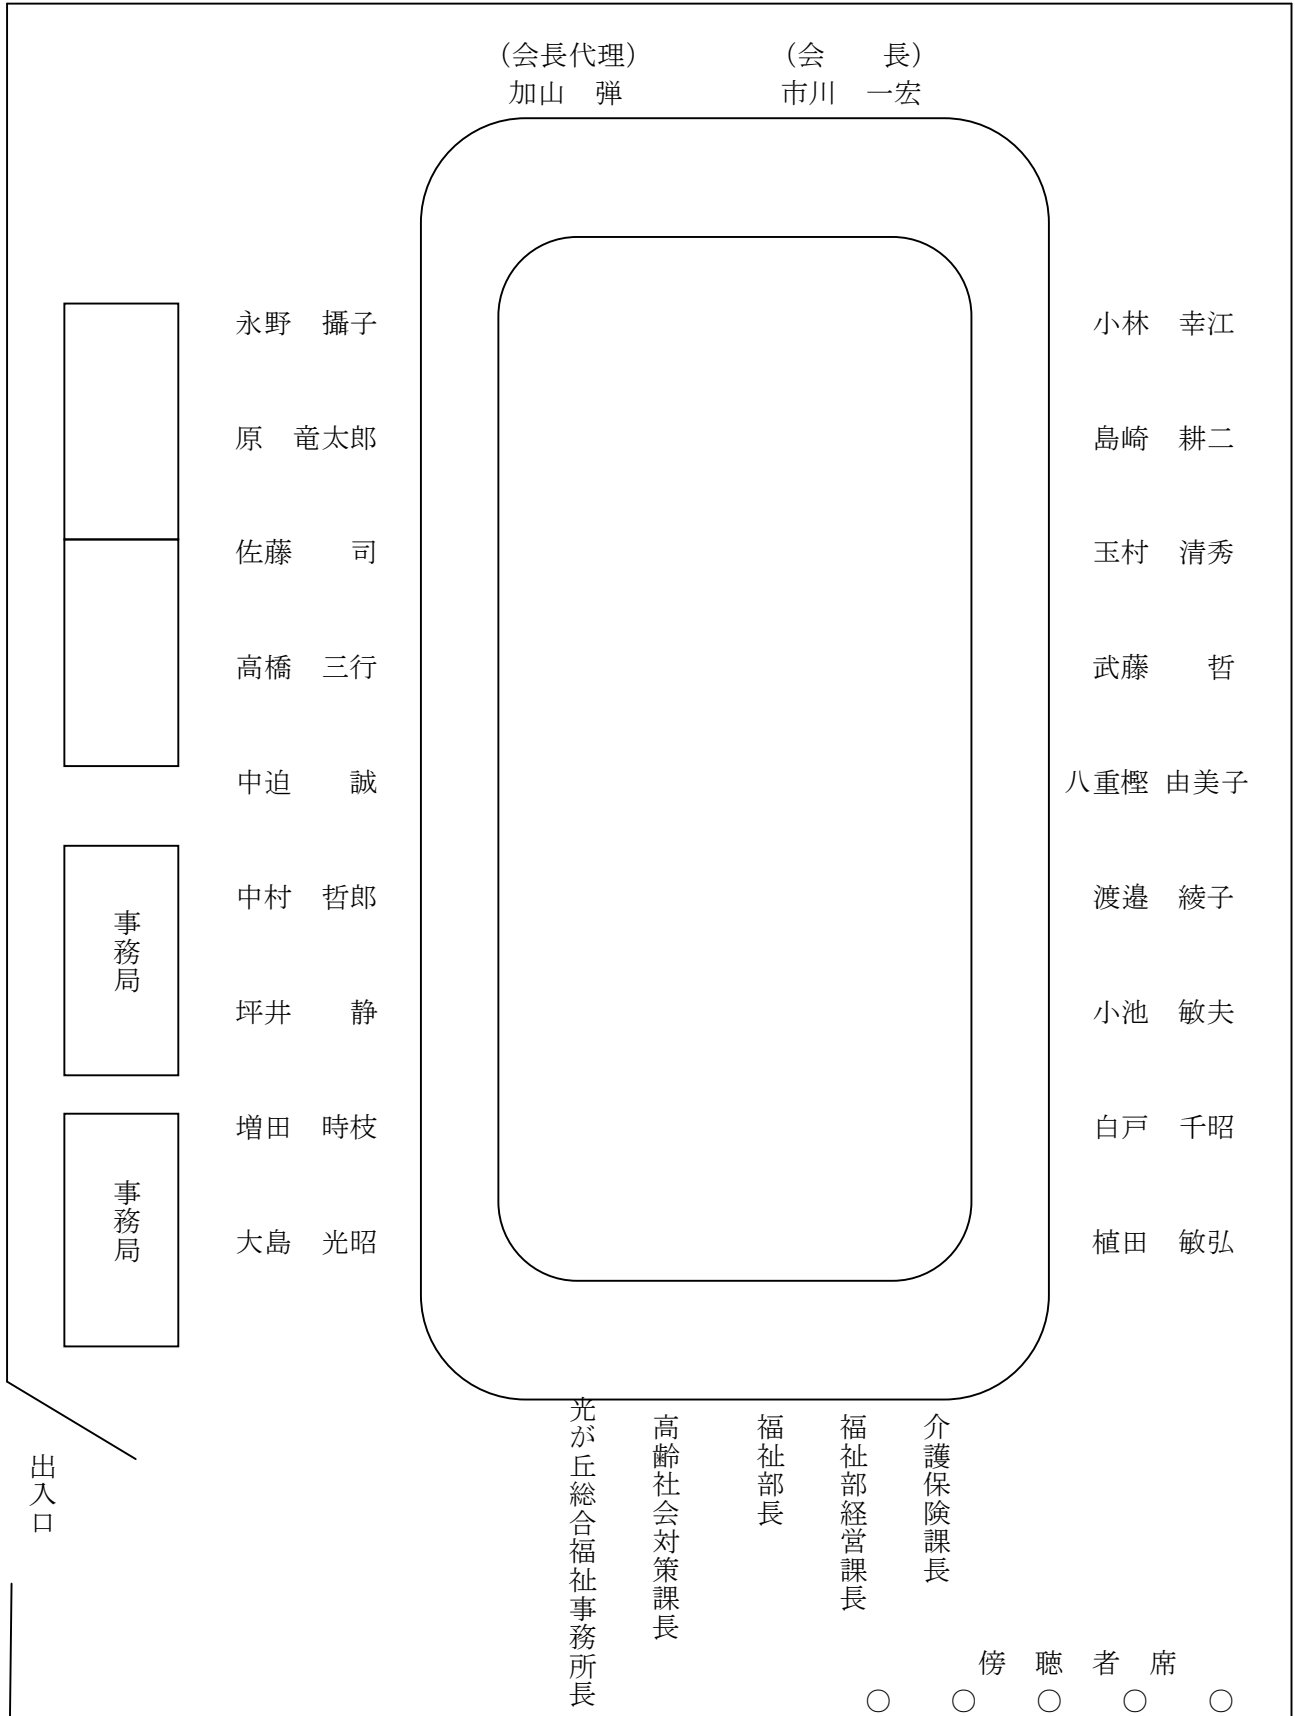 （会長代理）　（会　　長）
加山　弾　市川　一宏
永野　攝子　小林　幸江
原　竜太郎　島崎　耕二
佐藤　　司　玉村　清秀
高橋　三行　武藤　　哲
中迫　　誠　八重樫 由美子
中村　哲郎　渡邉　綾子
事務局
坪井　　静　小池　敏夫
増田　時枝　白戸　千昭
事務局
大島　光昭　植田　敏弘
出入口
光が丘総合福祉事務所長
高齢社会対策課長
福祉部長
福祉部経営課長
介護保険課長
傍　聴　者　席
○　○　○　○　○